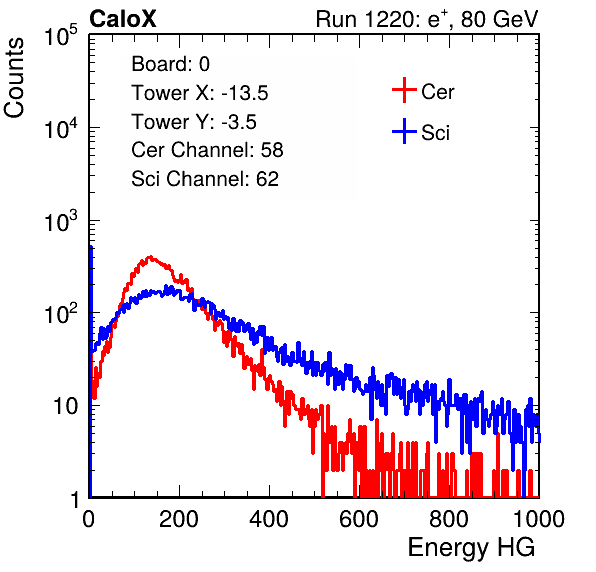 CaloX Run 1220: e⁺, 80 GeV
Counts
10⁵
10⁴
10³
10²
10
1
Board: 0
Tower X: -13.5
Tower Y: -3.5
Cer Channel: 58
Sci Channel: 62
Cer
Sci
0 200 400 600 800 1000
Energy HG